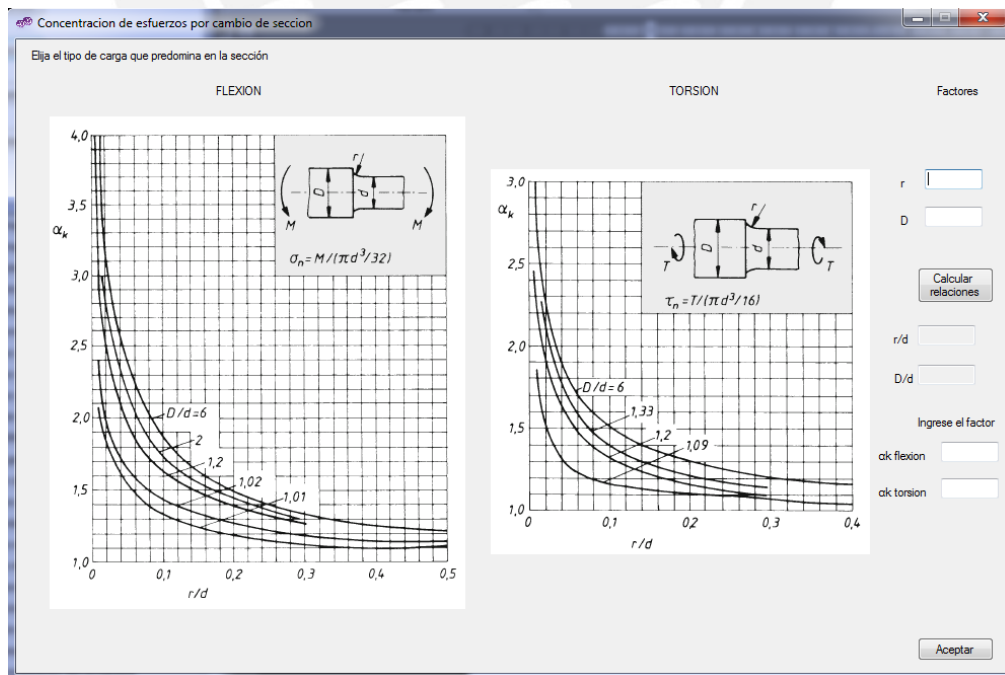 Concentracion de esfuerzos por cambio de seccion
Elija el tipo de carga que predomina en la sección
FLEXION
4,0
αk
3,5
3,0
2,5
2,0
1,5
1,0
0
0,1
0,2
0,3
0,4
0,5
r/d
r
D
d
M
M
σn = M/(πd³/32)
D/d=6
2
1,2
1,02
1,01
TORSION
3,0
αk
2,5
2,0
1,5
1,0
0
0,1
0,2
0,3
0,4
r/d
r
D
d
T
T
τn = T/(πd³/16)
D/d=6
1,33
1,2
1,09
Factores
r
D
Calcular
relaciones
r/d
D/d
Ingrese el factor
αk flexion
αk torsion
Aceptar